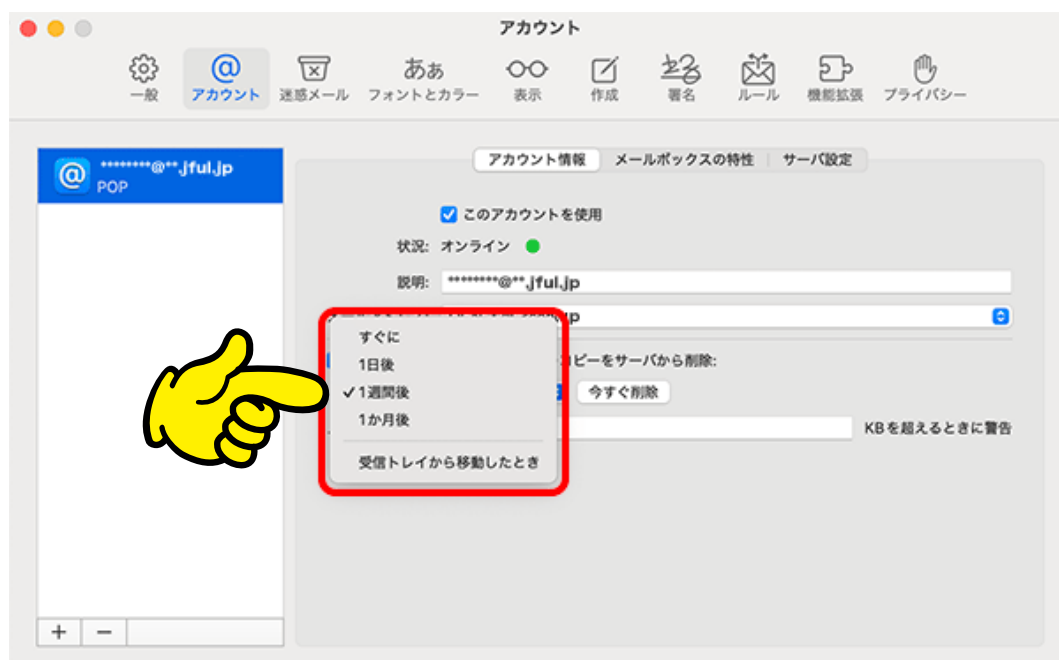 アカウント
一般 アカウント 迷惑メール フォントとカラー 表示 作成 署名 ルール 機能拡張 プライバシー
あぁ
********@**.jful.jp
POP
アカウント情報 メールボックスの特性 サーバ設定
このアカウントを使用
状況: オンライン
説明: ********@**.jful.jp
すぐに
1日後
コピーをサーバから削除:
✓1週間後
今すぐ削除
1か月後
KBを超えるときに警告
受信トレイから移動したとき